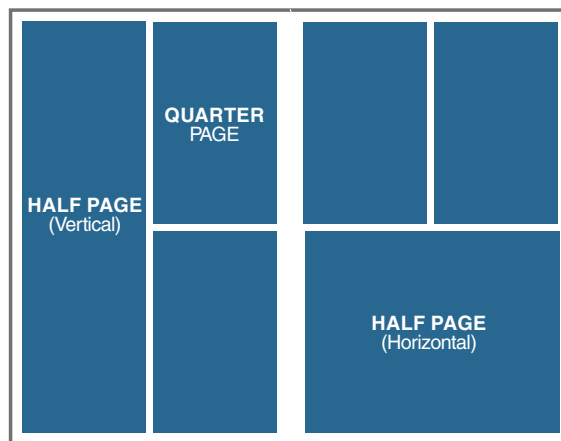 HALF PAGE
(Vertical)
QUARTER
PAGE
HALF PAGE
(Horizontal)